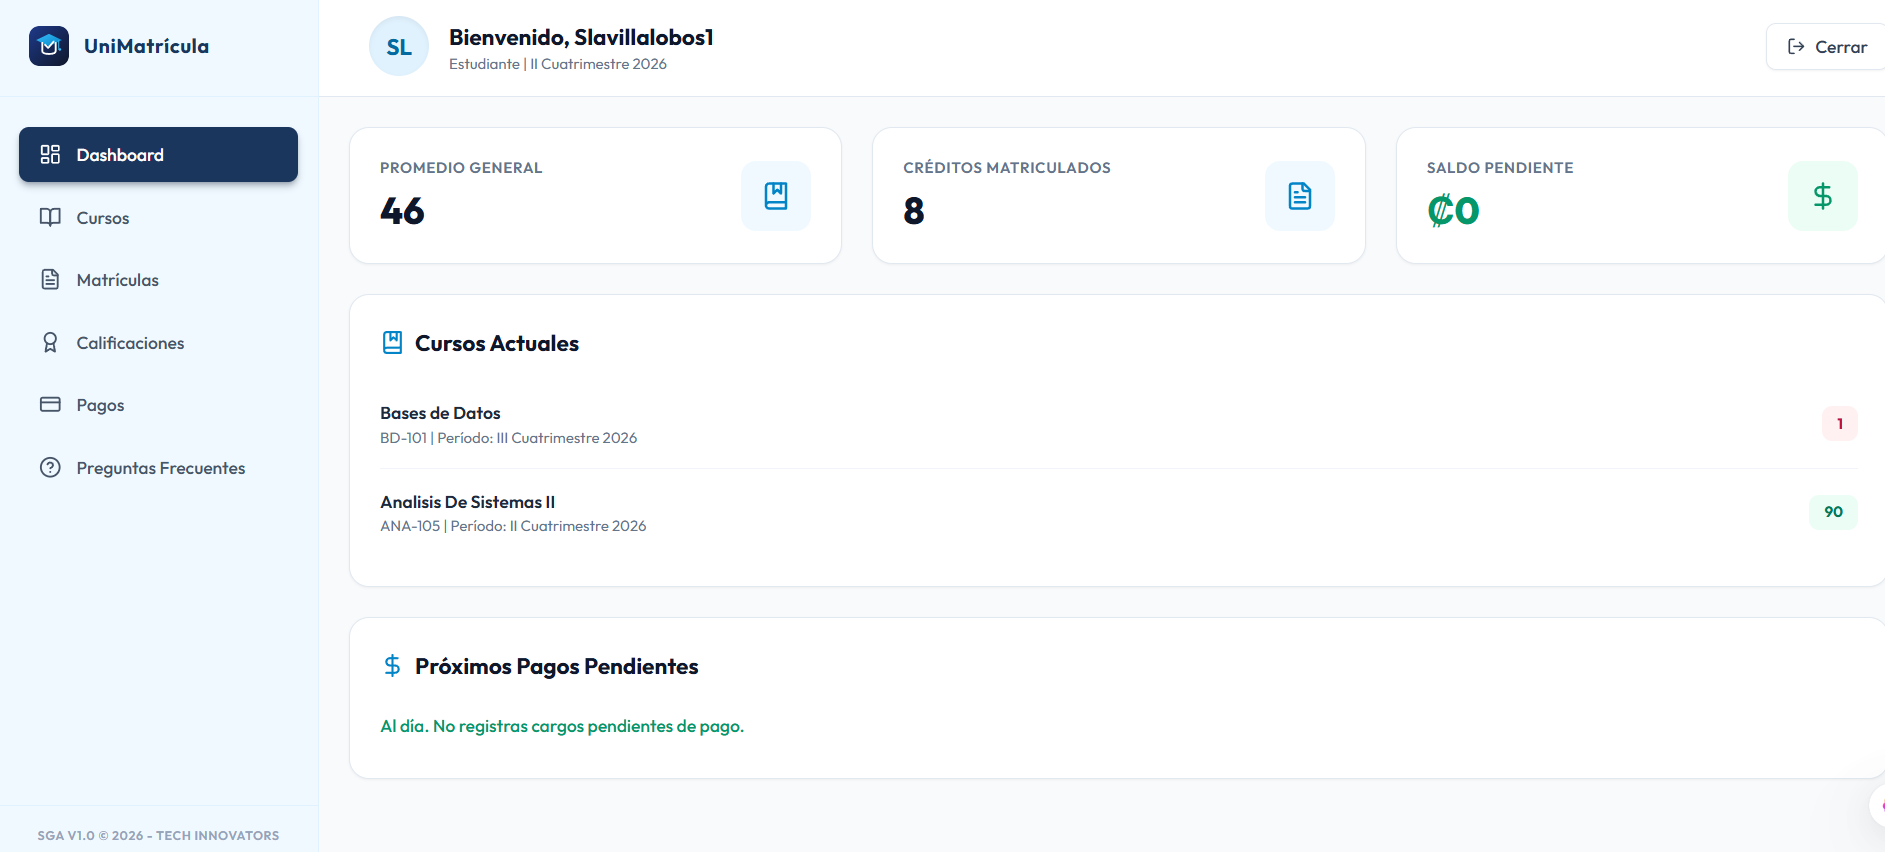 UniMatrícula
SL
Bienvenido, Slavillalobos1
Estudiante | II Cuatrimestre 2026
Cerrar
Dashboard
Cursos
Matrículas
Calificaciones
Pagos
Preguntas Frecuentes
PROMEDIO GENERAL
46
CRÉDITOS MATRICULADOS
8
SALDO PENDIENTE
₡0
Cursos Actuales
Bases de Datos
BD-101 | Período: III Cuatrimestre 2026
1
Analisis De Sistemas II
ANA-105 | Período: II Cuatrimestre 2026
90
Próximos Pagos Pendientes
Al día. No registras cargos pendientes de pago.
SGA V1.0 © 2026 - TECH INNOVATORS